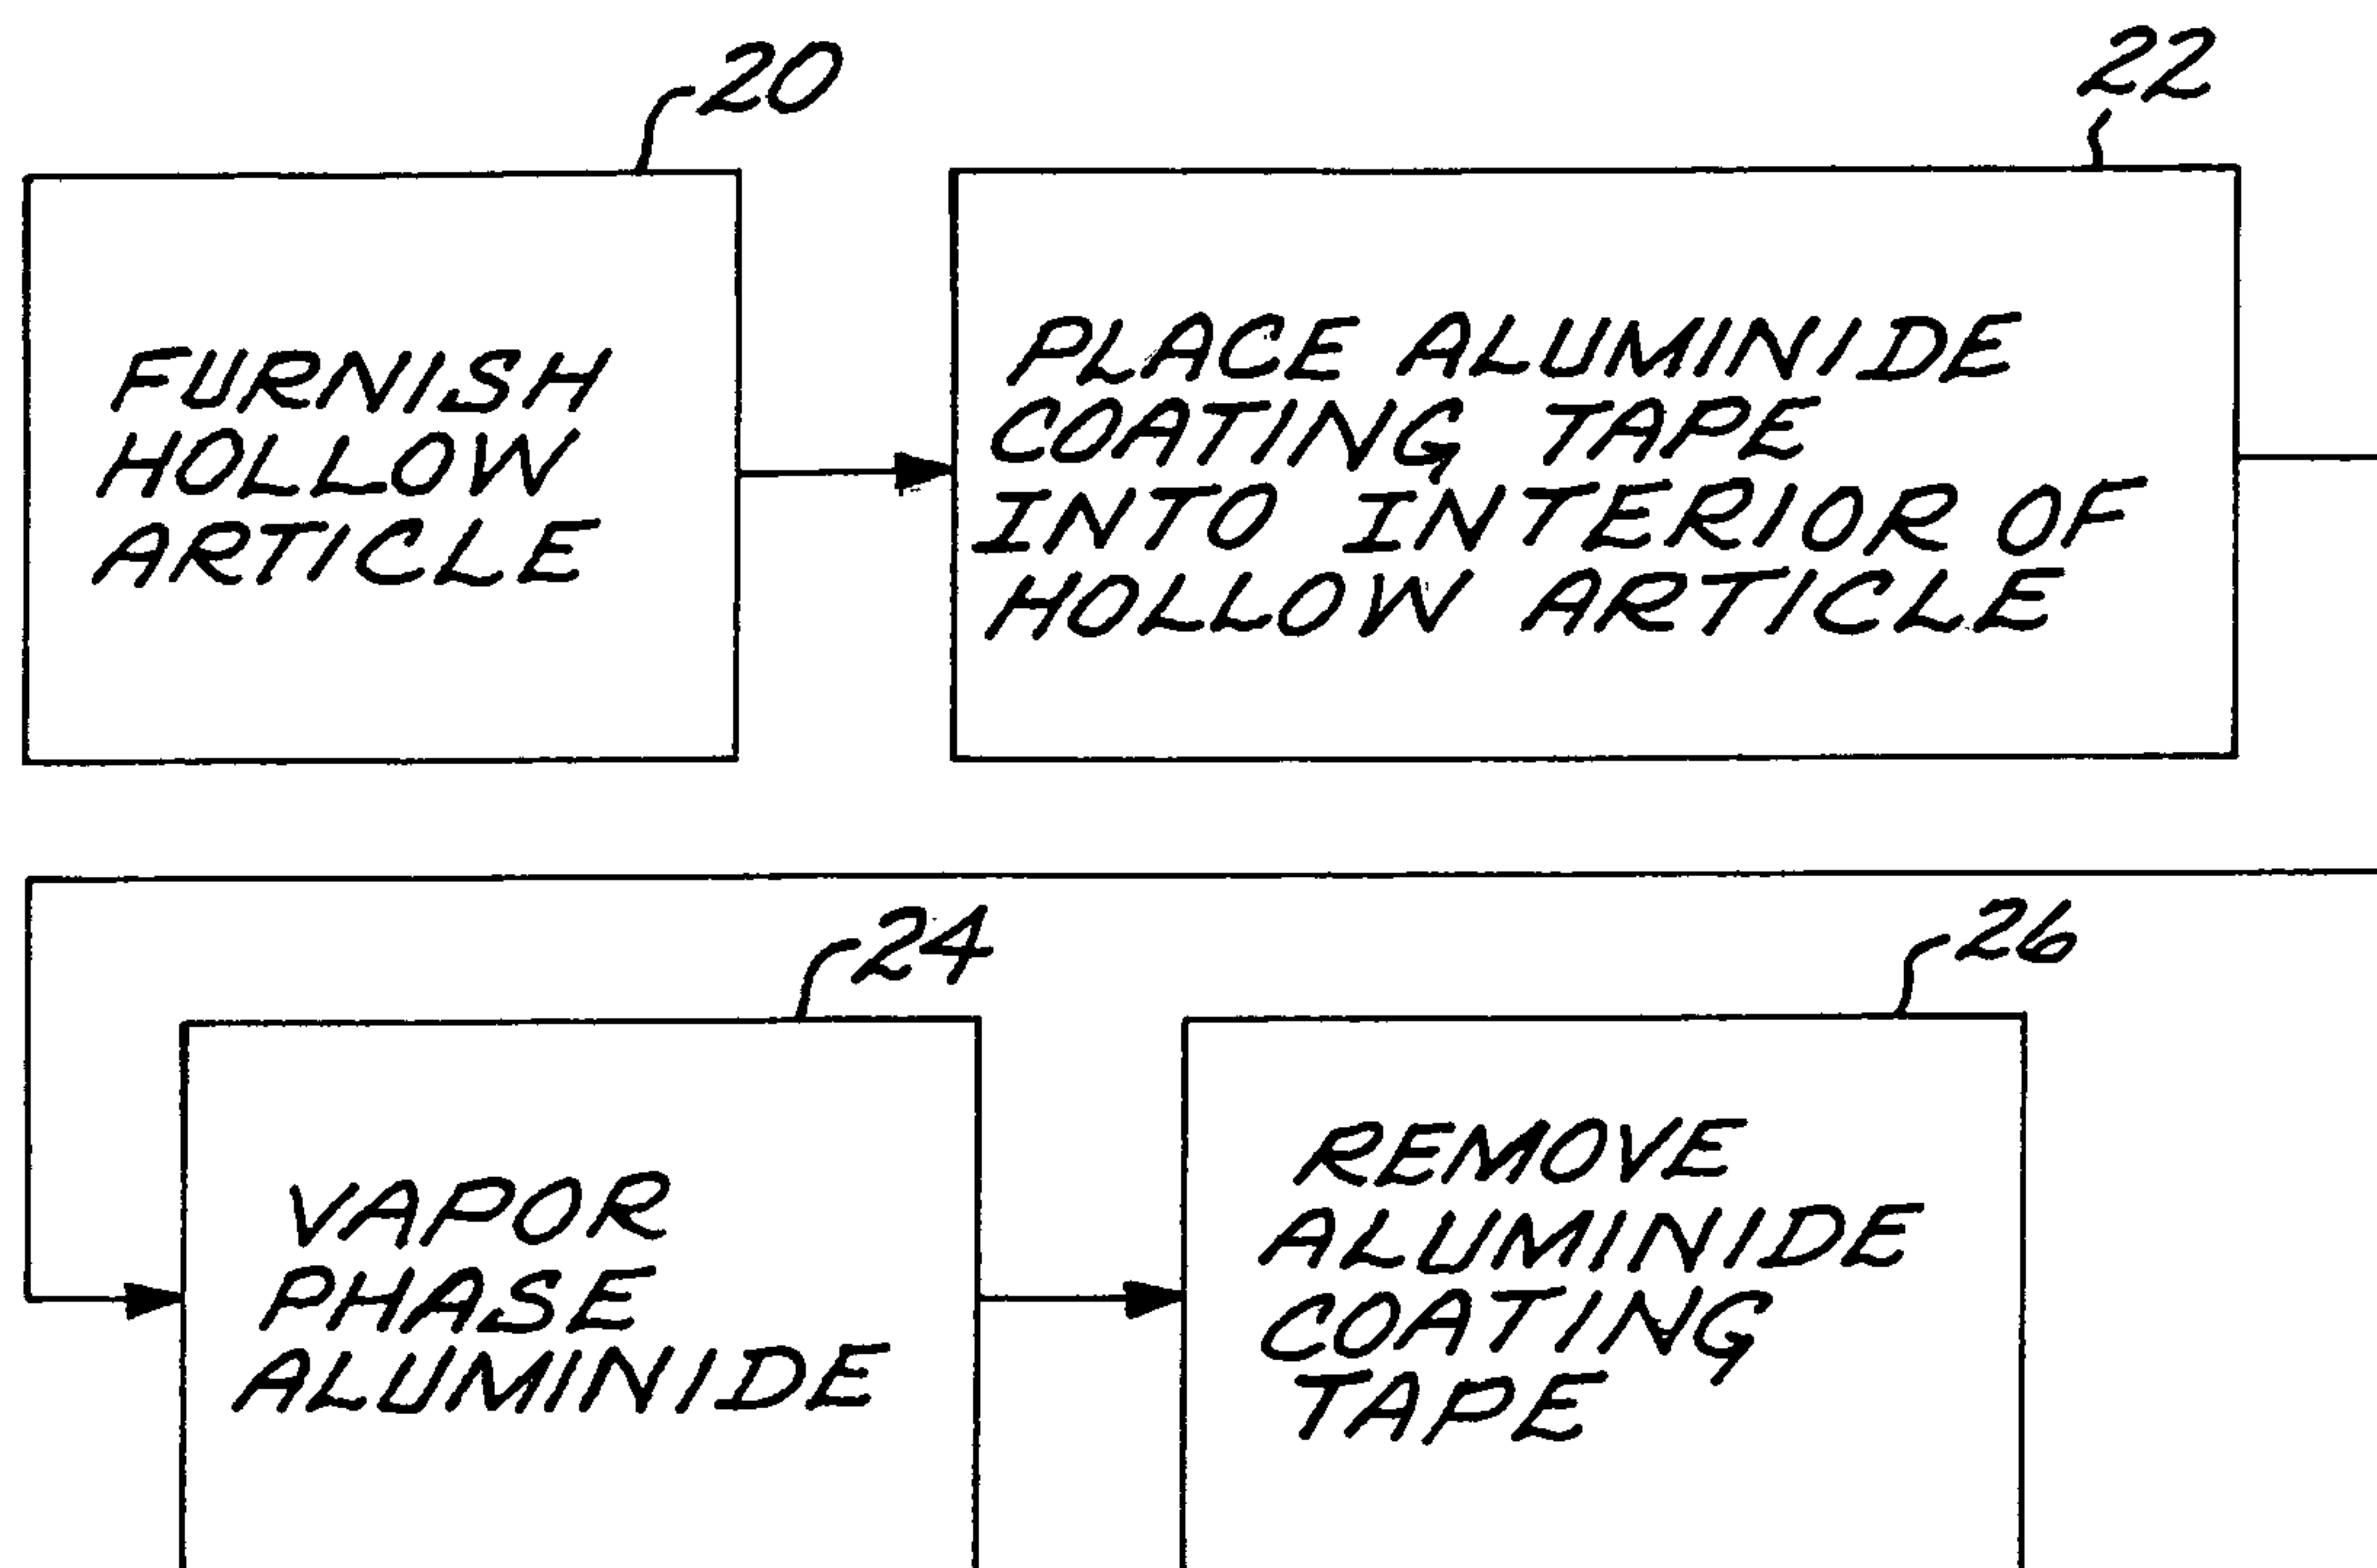 20
22
FURNISH
HOLLOW
ARTICLE
PLACE ALUMINIDE
COATING TAPE
INTO INTERIOR OF
HOLLOW ARTICLE
24
26
VAPOR
PHASE
ALUMINIDE
REMOVE
ALUMINIDE
COATING
TAPE